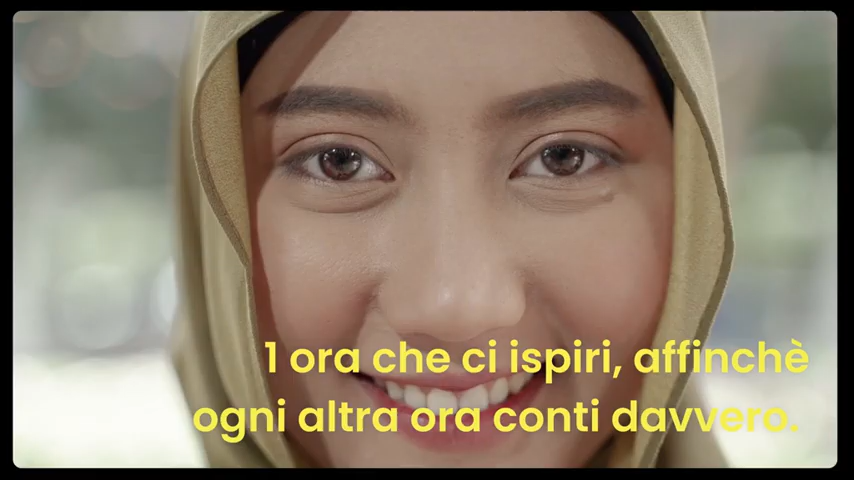 1 ora che ci ispiri, affinchè
ogni altra ora conti davvero.